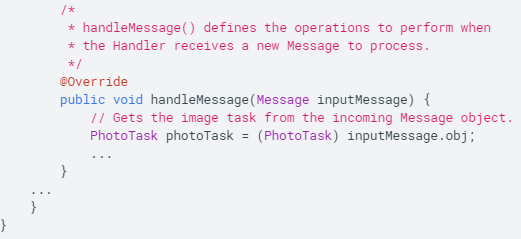 /*
 * handleMessage() defines the operations to perform when
 * the Handler receives a new Message to process.
 */
@Override
public void handleMessage(Message inputMessage) {
// Gets the image task from the incoming Message object.
PhotoTask photoTask = (PhotoTask) inputMessage.obj;
...
}
...
}
}